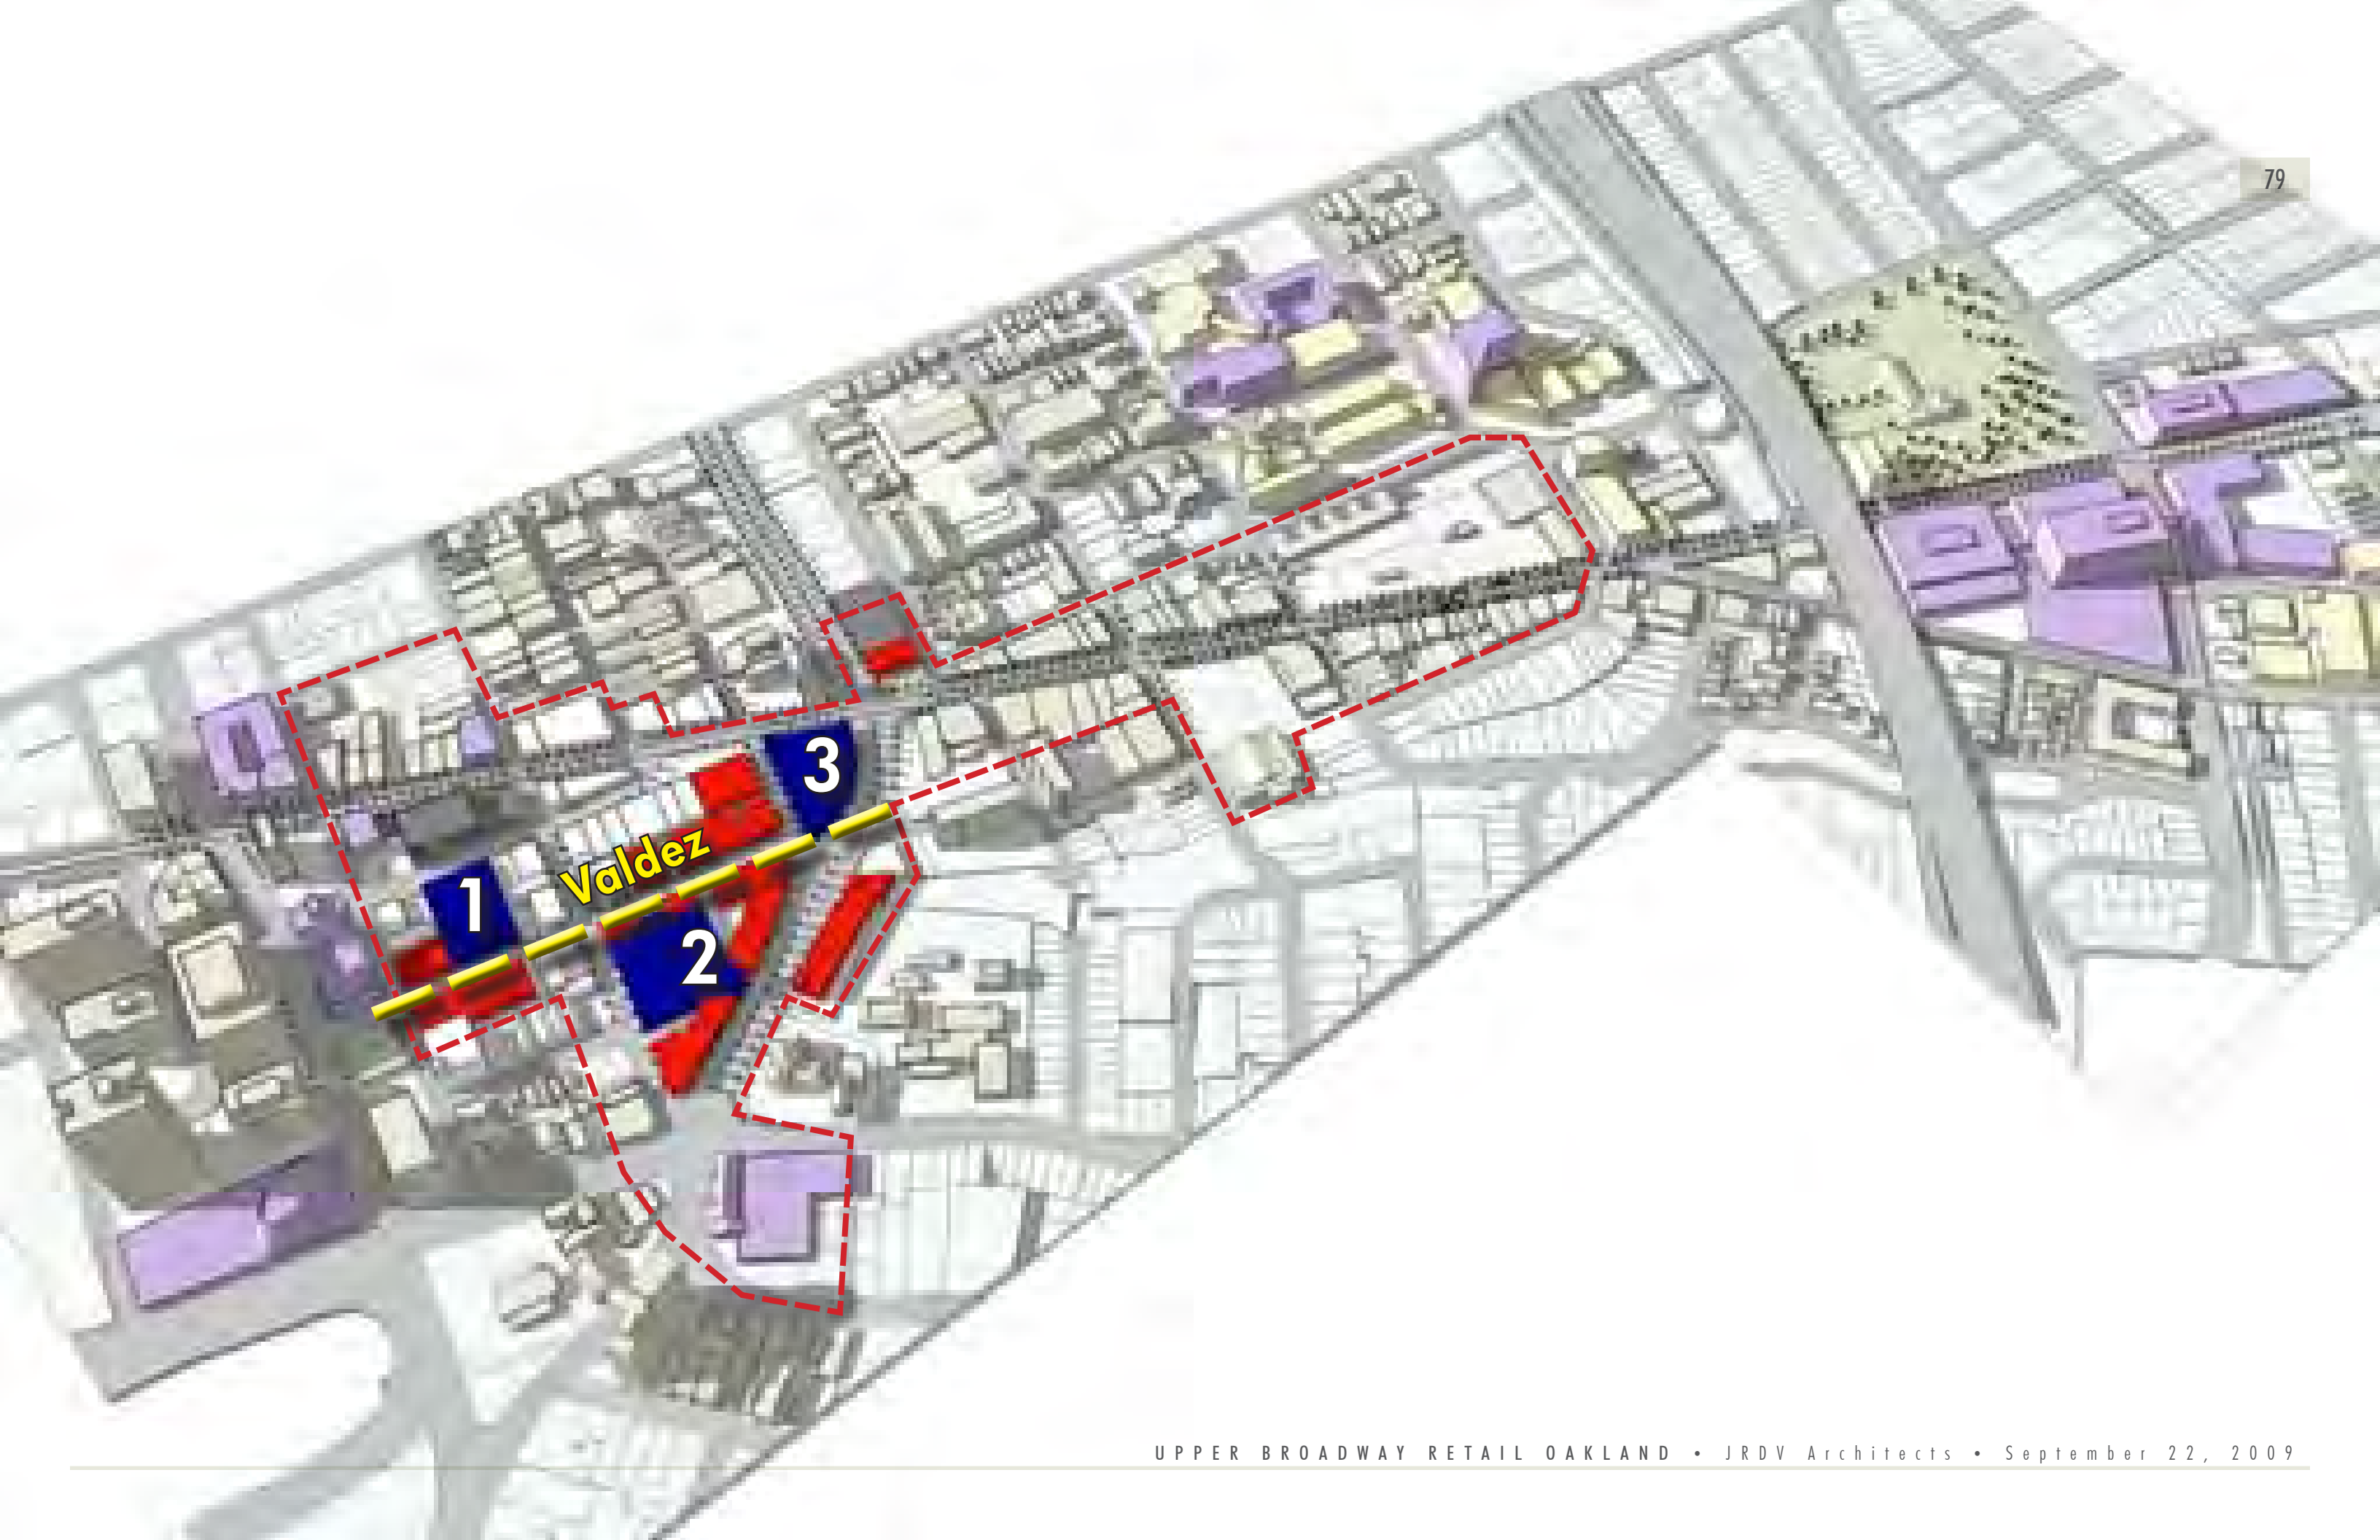 79
3
Valdez
1
2
UPPER BROADWAY RETAIL OAKLAND • JRDV Architects • September 22, 2009